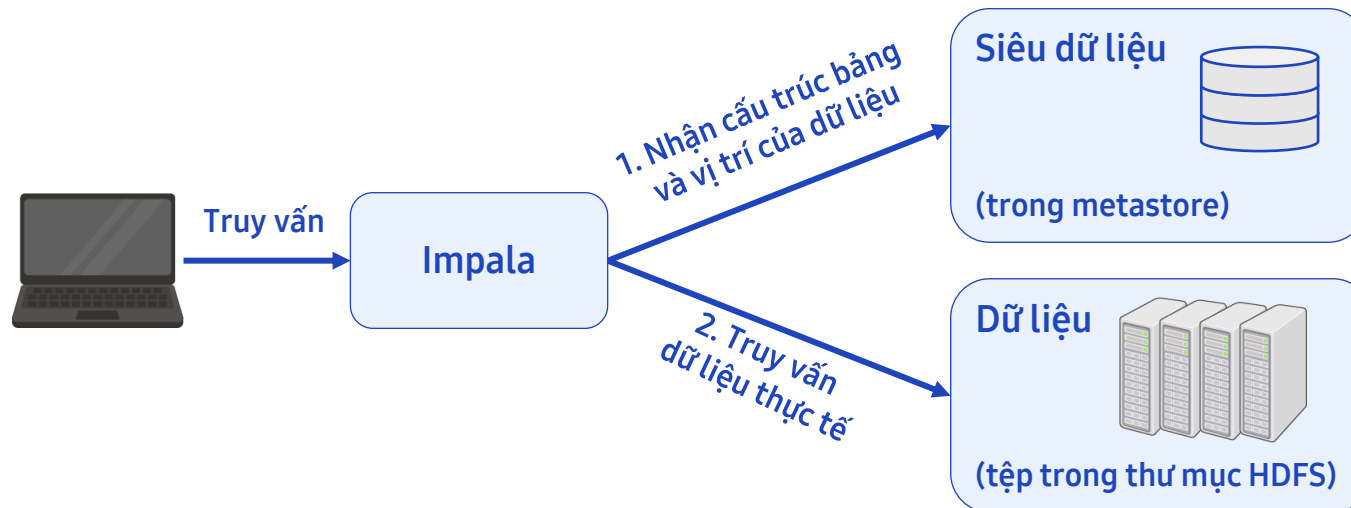 Truy vấn
Impala
1. Nhận cấu trúc bảng
và vị trí của dữ liệu
Siêu dữ liệu
(trong metastore)
2. Truy vấn
dữ liệu thực tế
Dữ liệu
(tệp trong thư mục HDFS)